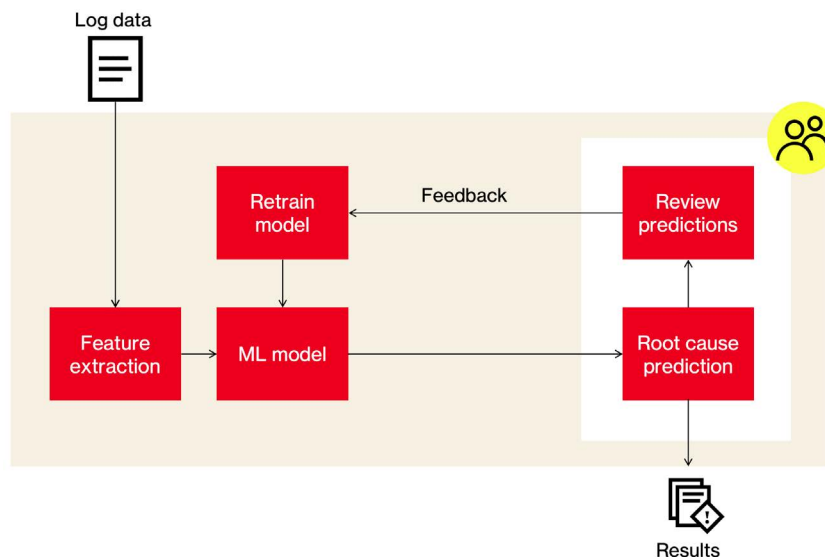 Log data
Retrain
model
Feedback
Review
predictions
Feature
extraction
ML model
Root cause
prediction
!
Results